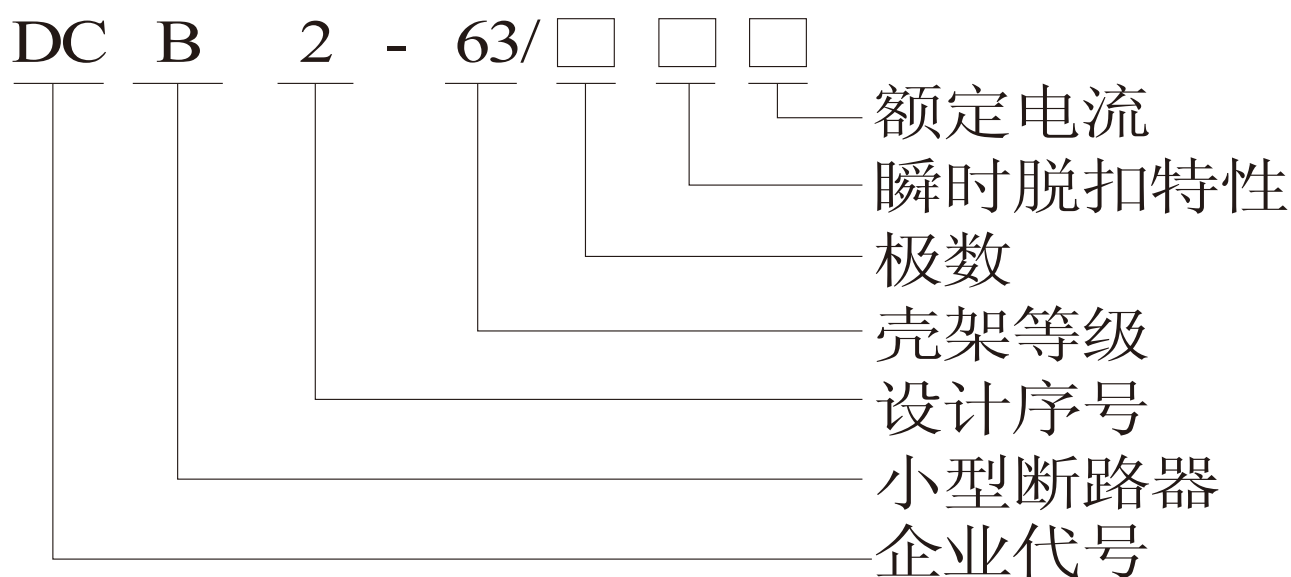 DC B 2 - 63/□ □ □
额定电流
瞬时脱扣特性
极数
壳架等级
设计序号
小型断路器
企业代号